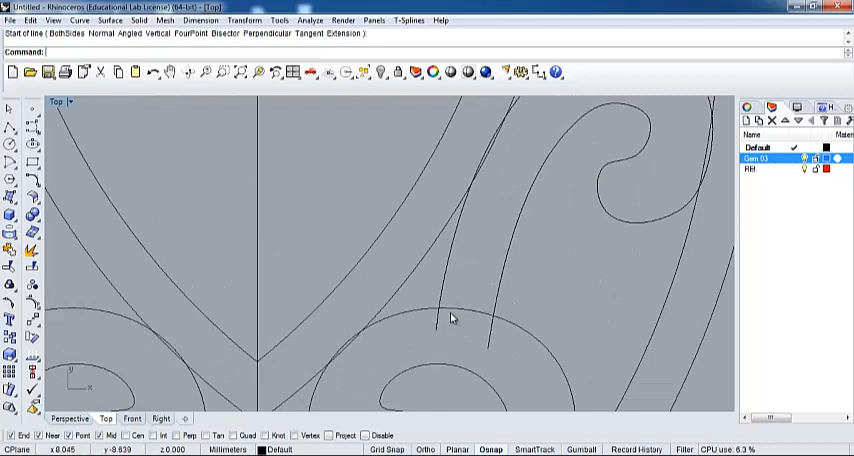 Untitled - Rhinoceros (Educational Lab License) (64-bit) - [Top]
File Edit View Curve Surface Solid Mesh Dimension Transform Tools Analyze Render Panels T-Splines Help
Start of line ( BothSides Normal Angled Vertical FourPoint Bisector Perpendicular Tangent Extension ):
Command:
Top
H...
Name Mater
Default
Gem 03
REI
y
x
Perspective Top Front Right
End Near Point Mid Cen Int Perp Tan Quad Knot Vertex Project Disable
CPlane x 8.045 y -8.639 z 0.000 Millimeters Default Grid Snap Ortho Planar Osnap SmartTrack Gumball Record History Filter CPU use: 6.3 %